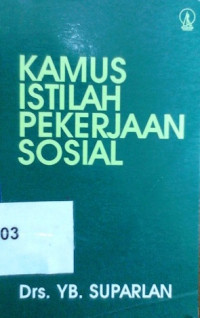 KAMUS
ISTILAH
PEKERJAAN
SOSIAL
03
Drs. YB. SUPARLAN